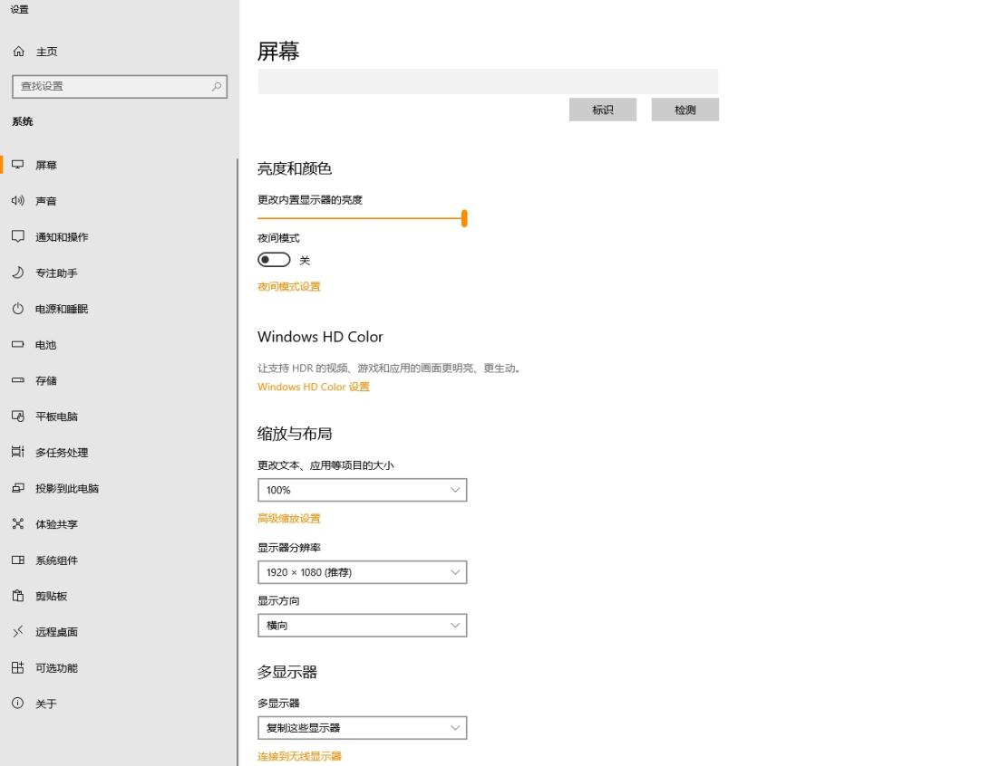 设置
主页
查找设置
系统
屏幕
声音
通知和操作
专注助手
电源和睡眠
电池
存储
平板电脑
多任务处理
投影到此电脑
体验共享
系统组件
剪贴板
远程桌面
可选功能
关于
屏幕
标识
检测
亮度和颜色
更改内置显示器的亮度
夜间模式
关
夜间模式设置
Windows HD Color
让支持 HDR 的视频、游戏和应用的画面更明亮、更生动。
Windows HD Color 设置
缩放与布局
更改文本、应用等项目的大小
100%
高级缩放设置
显示器分辨率
1920 × 1080 (推荐)
显示方向
横向
多显示器
多显示器
复制这些显示器
连接到无线显示器